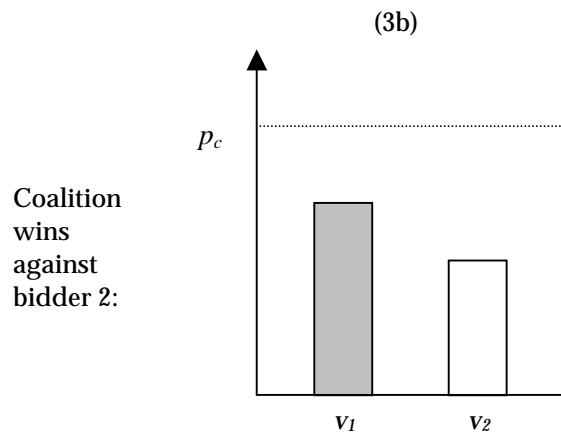 (3b)
p_c
Coalition
wins
against
bidder 2:
v_1 v_2